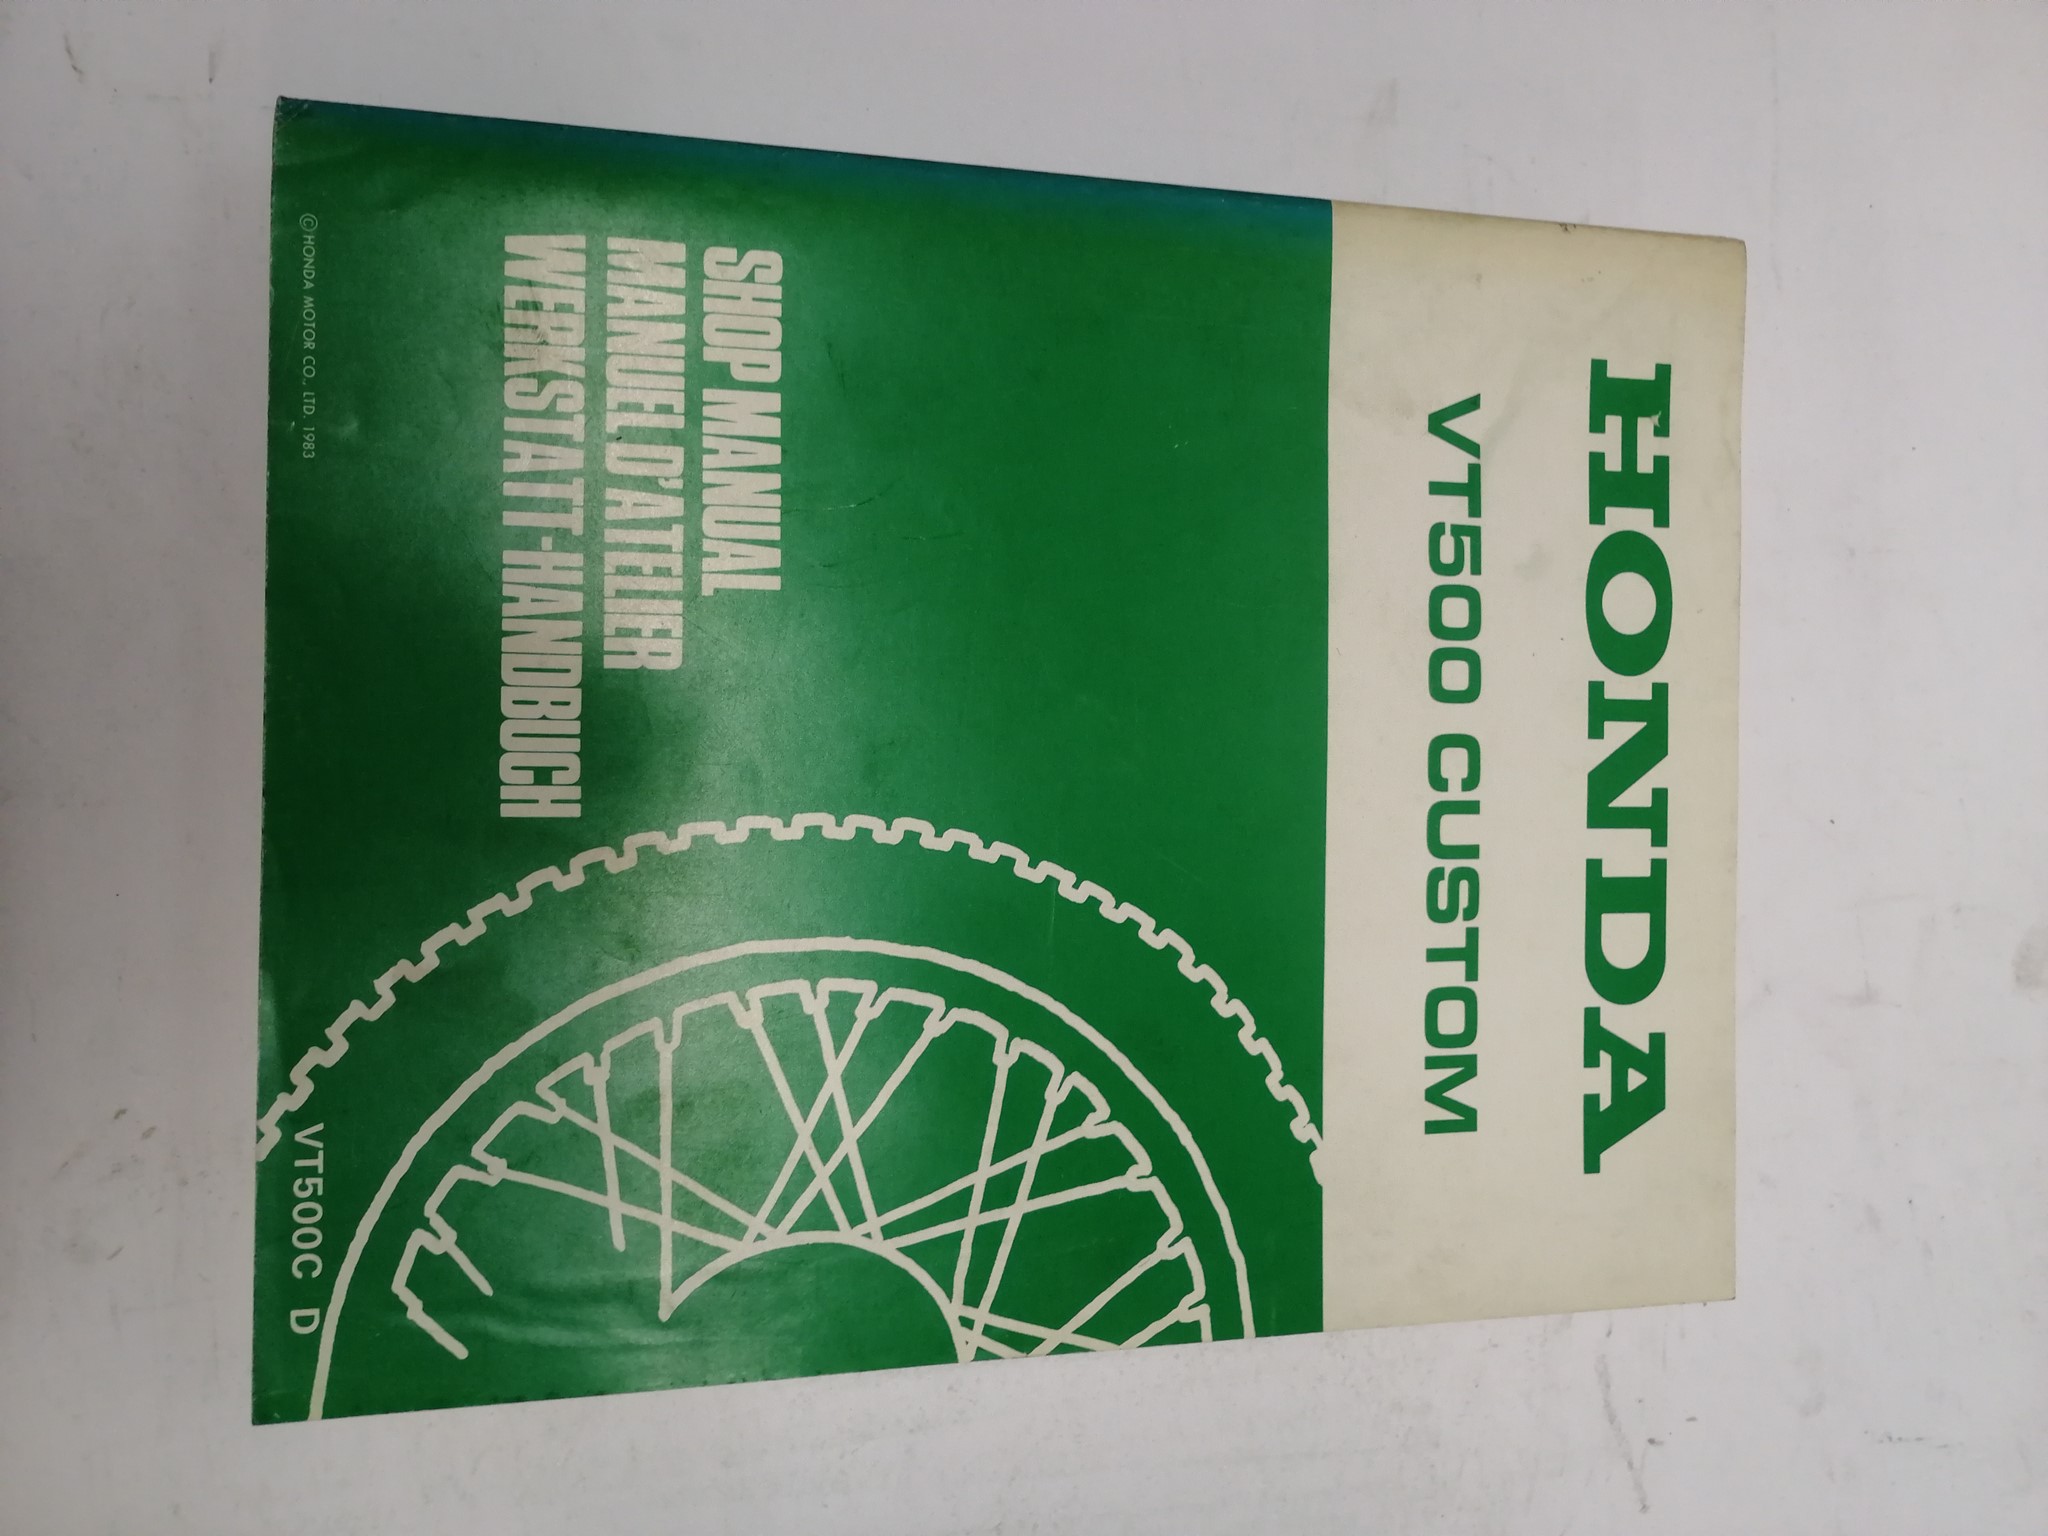 HONDA
VT500 CUSTOM
SHOP MANUAL
MANUEL D'ATELIER
WERKSTATT-HANDBUCH
©HONDA MOTOR CO., LTD. 1983
VT500C D